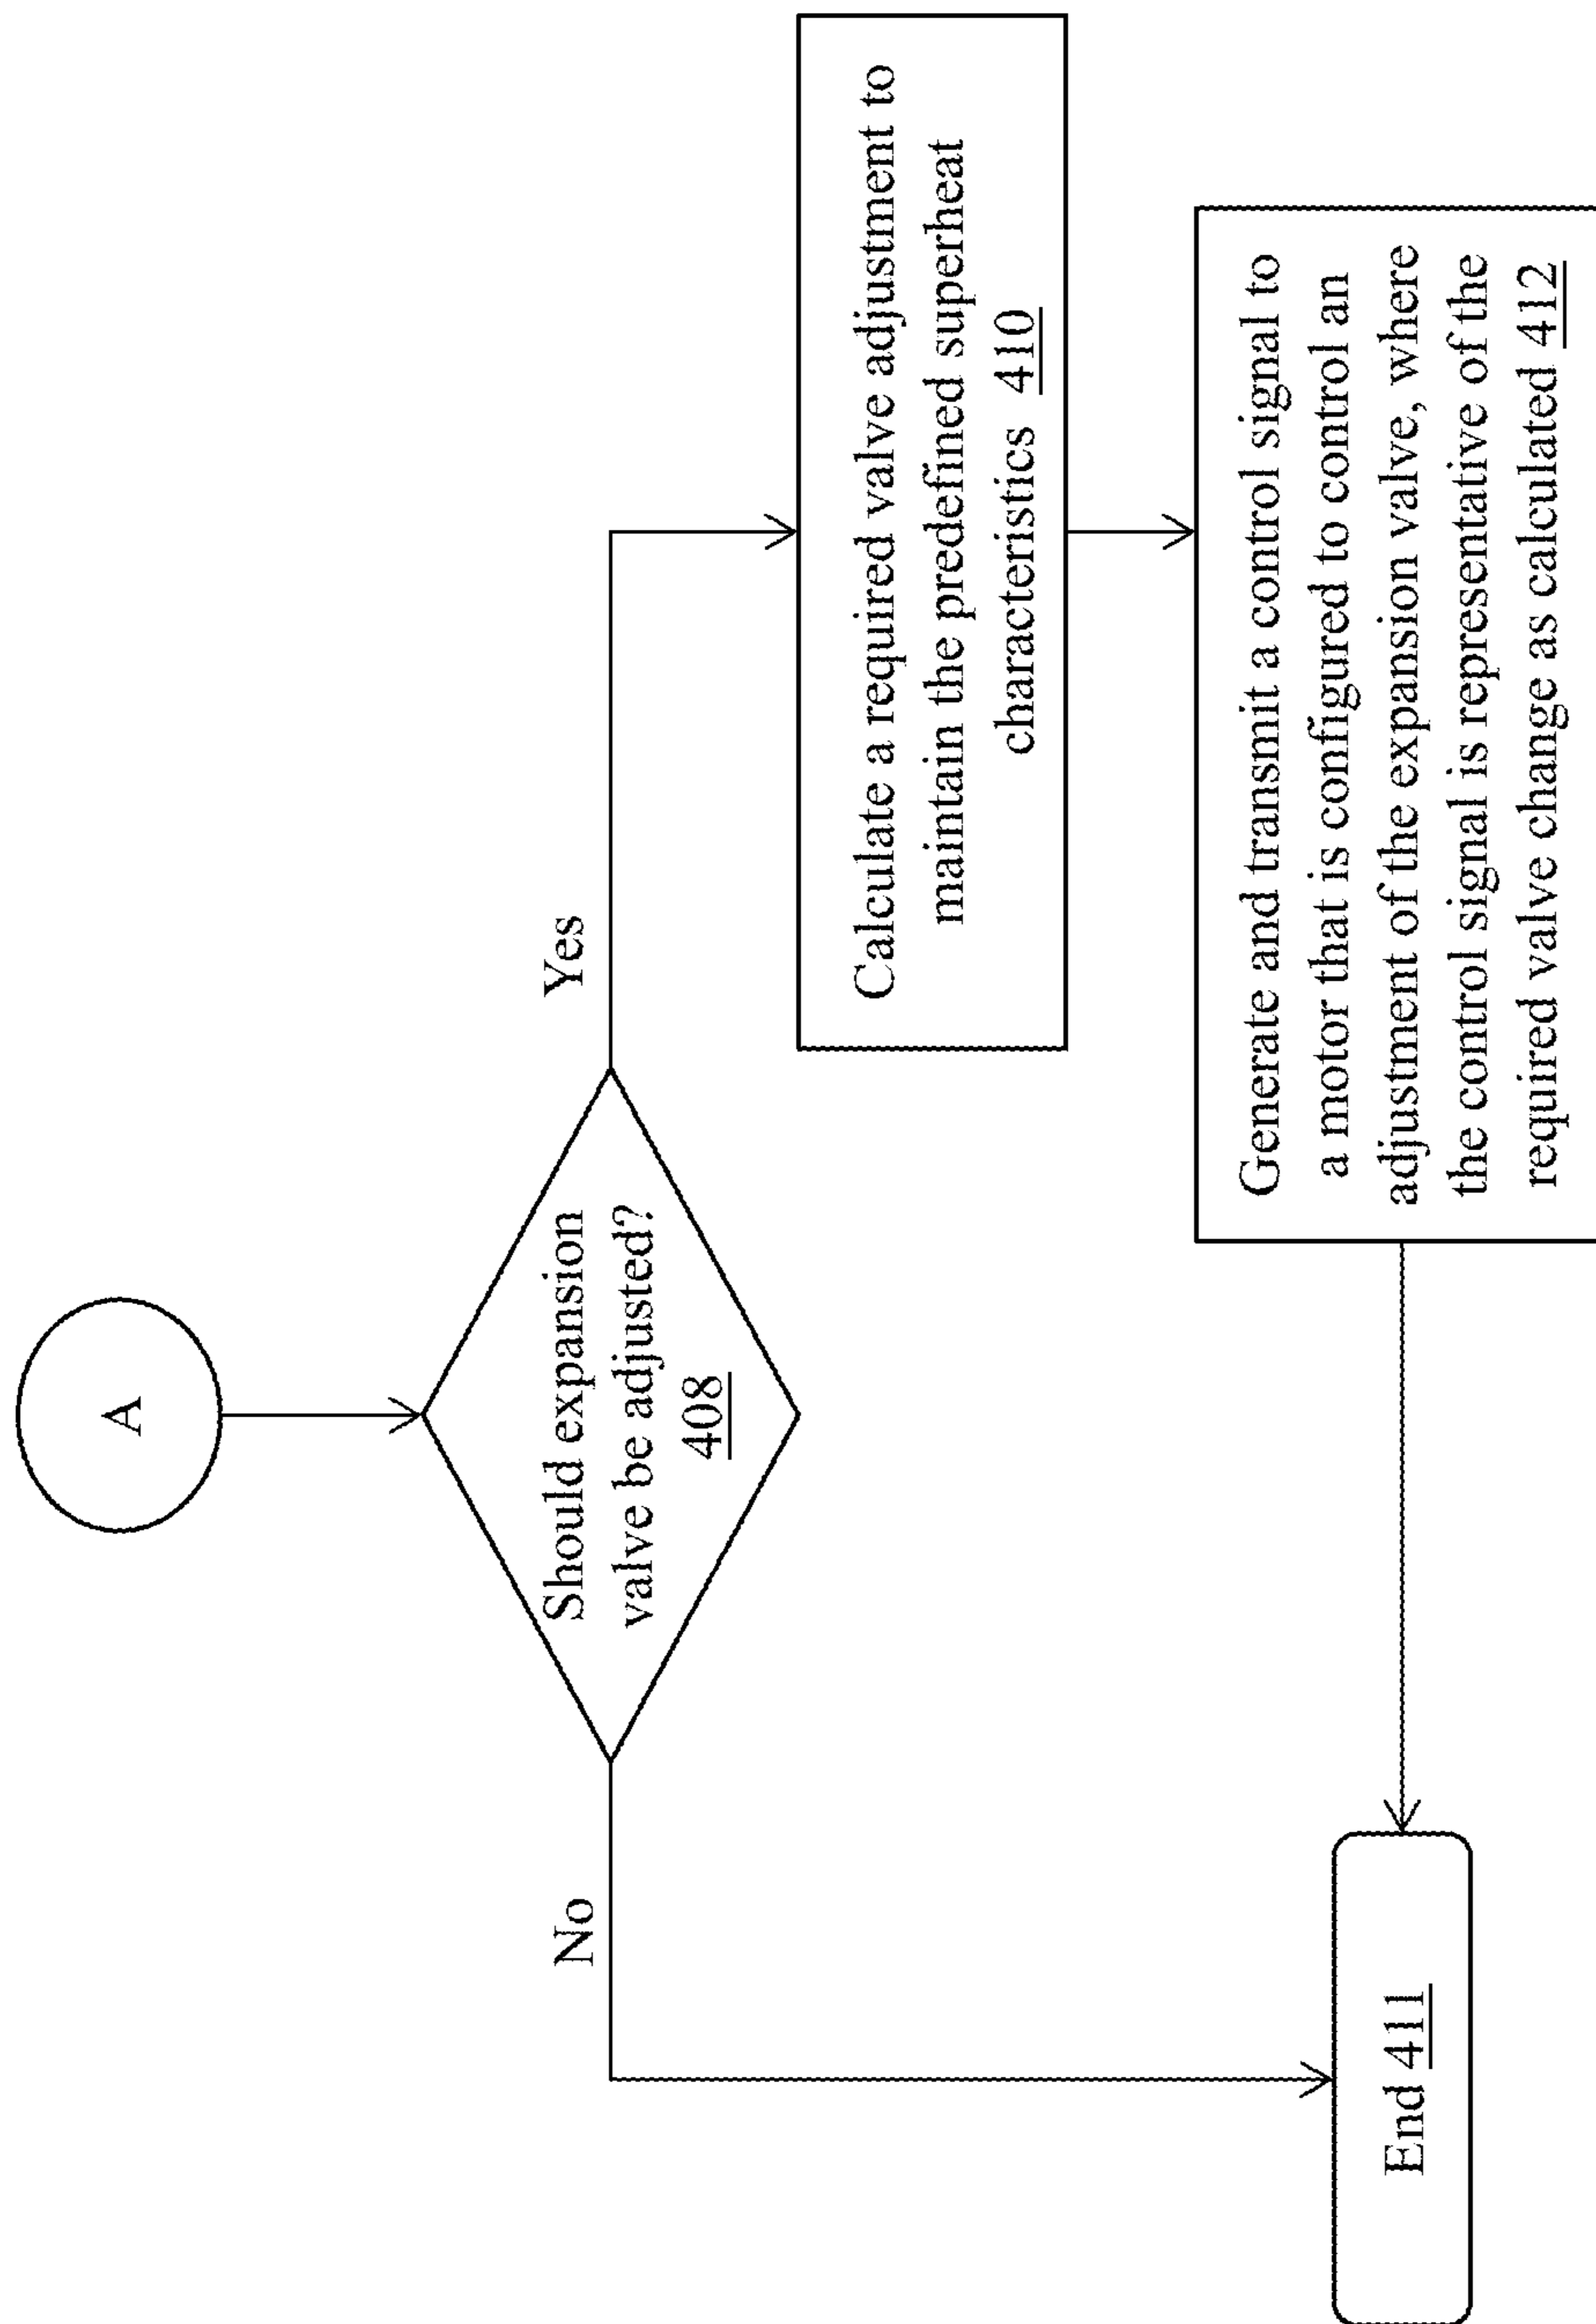 A
Should expansion
valve be adjusted?
408
Yes
No
Calculate a required valve adjustment to
maintain the predefined superheat
characteristics 410
Generate and transmit a control signal to
a motor that is configured to control an
adjustment of the expansion valve, where
the control signal is representative of the
required valve change as calculated 412
End 411